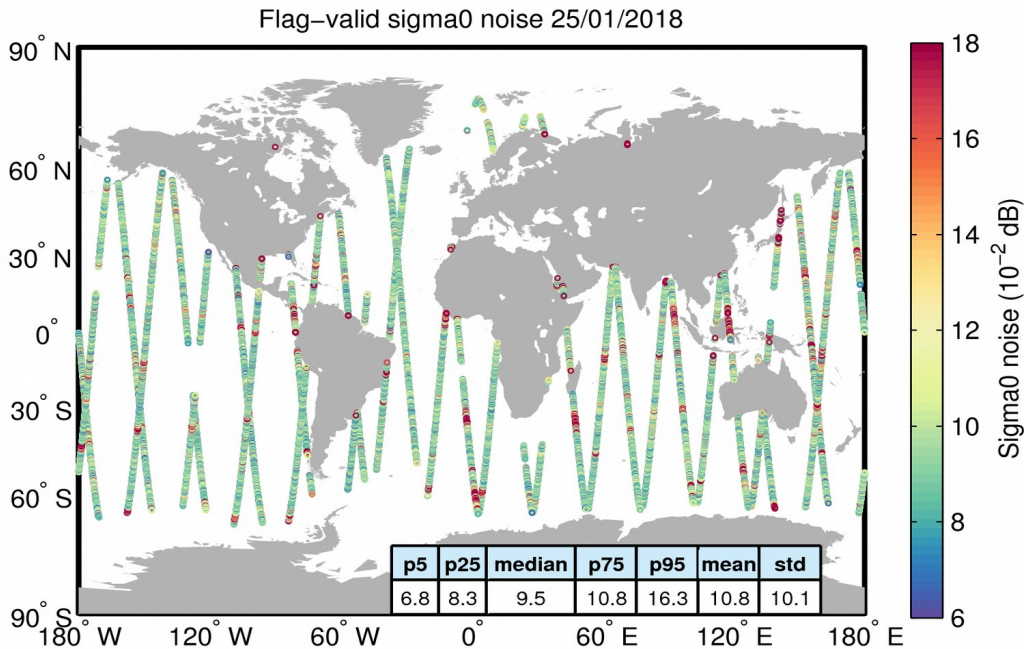 Flag-valid sigma0 noise 25/01/2018
90° N
60° N
30° N
0°
30° S
60° S
90° S
180° W
120° W
60° W
0°
60° E
120° E
180° E
18
16
14
12
10
8
6
Sigma0 noise (10⁻² dB)
p5 p25 median p75 p95 mean std
6.8 8.3 9.5 10.8 16.3 10.8 10.1